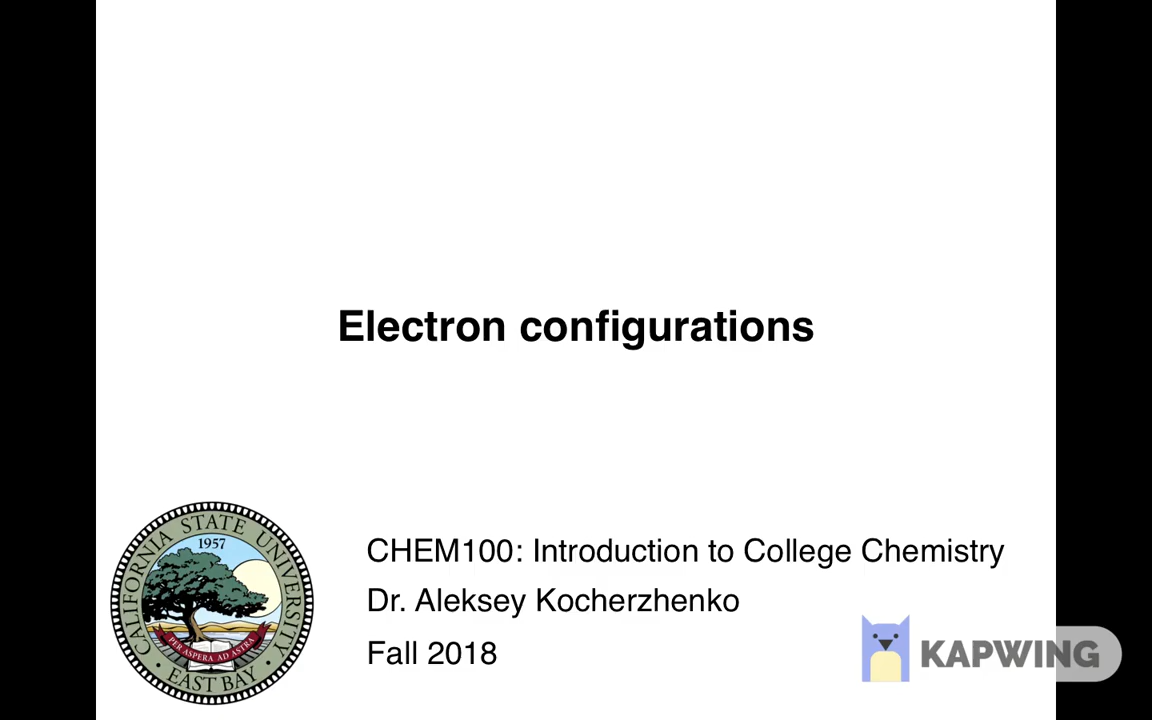 Electron configurations
CALIFORNIA STATE UNIVERSITY
1957
PER ASPERA AD ASTRA
EAST BAY
CHEM100: Introduction to College Chemistry
Dr. Aleksey Kocherzhenko
Fall 2018
KAPWING